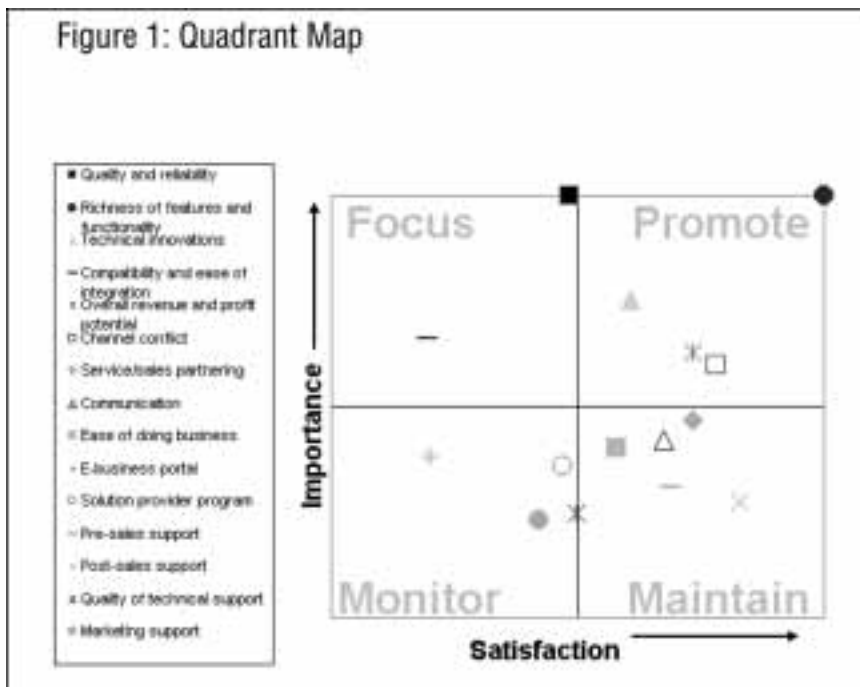 Figure 1: Quadrant Map
Quality and reliability
Richness of features and
functionality
Technical innovations
Compatibility and ease of
integration
Overall revenue and profit
potential
Channel conflict
Service/sales partnering
Communication
Ease of doing business
E-business portal
Solution provider program
Pre-sales support
Post-sales support
Quality of technical support
Marketing support
Focus
Promote
Importance
Monitor
Maintain
Satisfaction